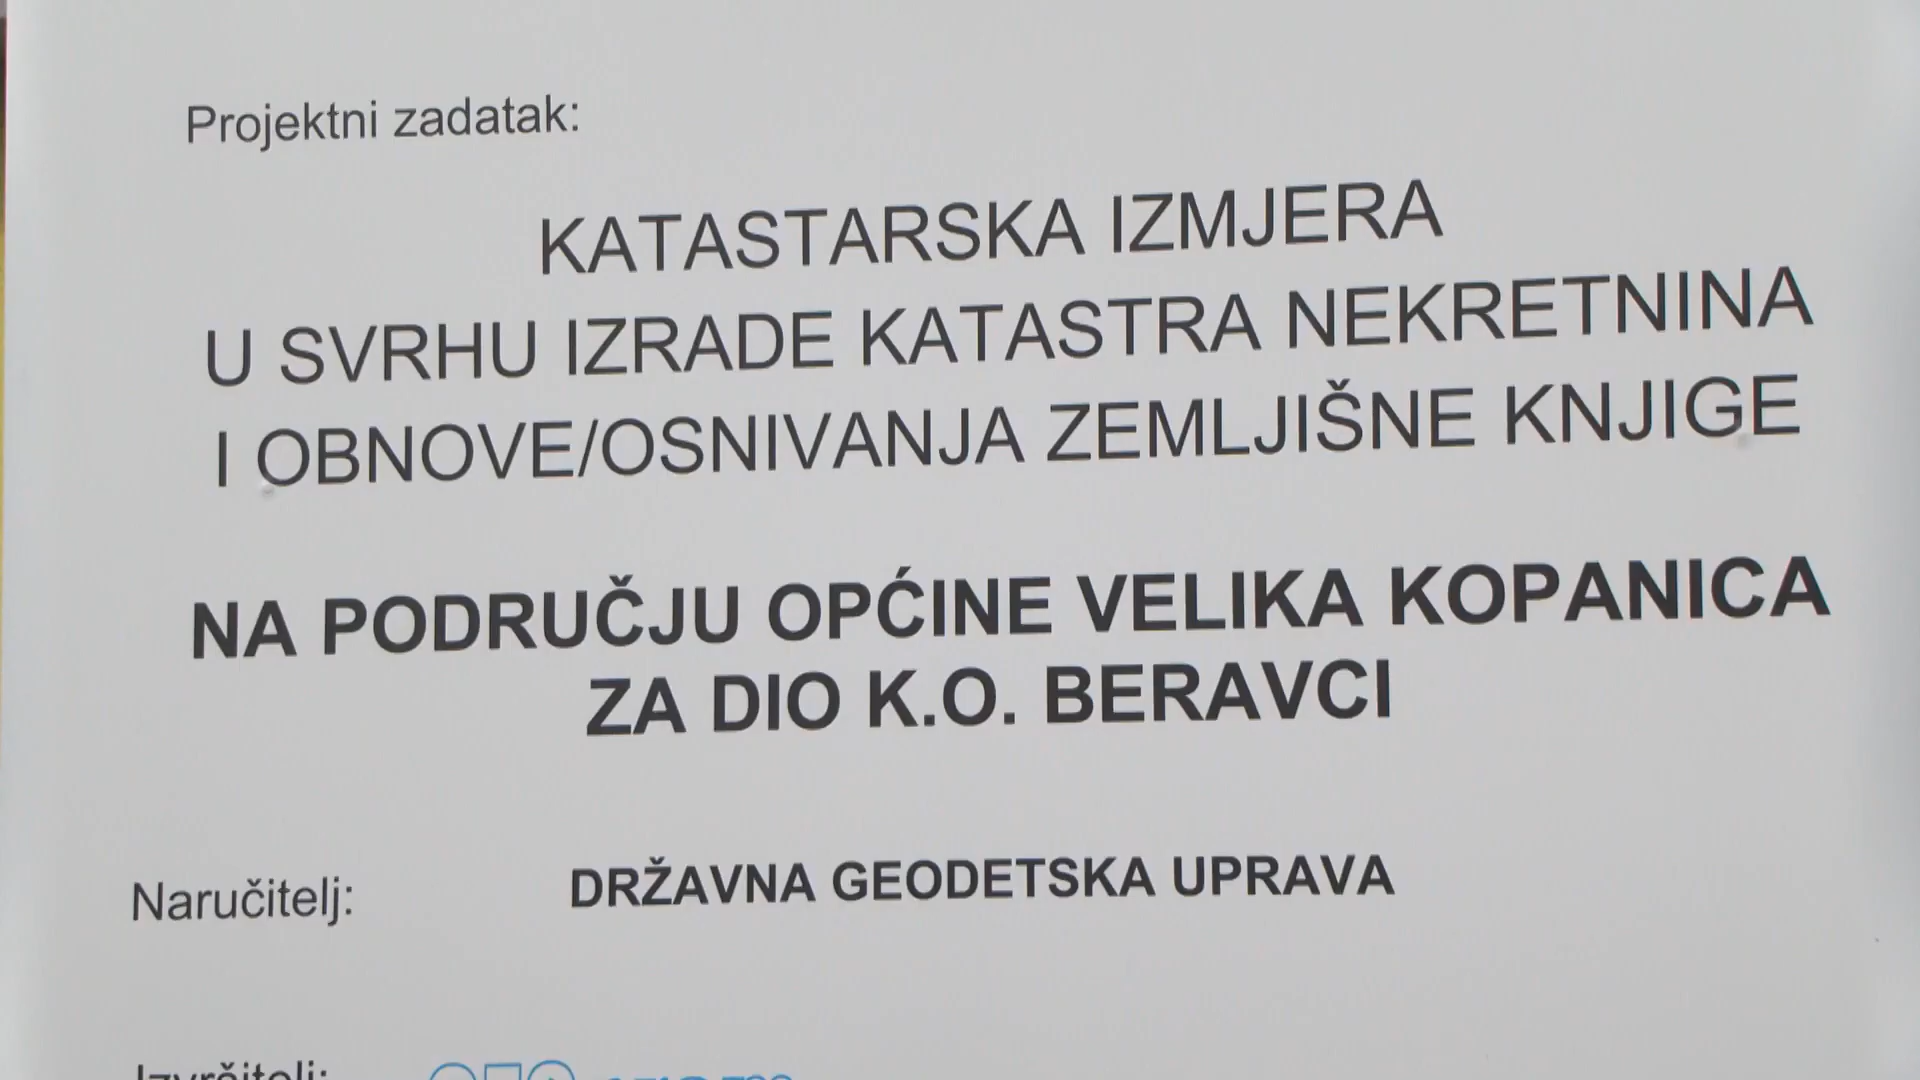 Projektni zadatak:
KATASTARSKA IZMJERA
U SVRHU IZRADE KATASTRA NEKRETNINA
I OBNOVE/OSNIVANJA ZEMLJIŠNE KNJIGE
NA PODRUČJU OPĆINE VELIKA KOPANICA
ZA DIO K.O. BERAVCI
Naručitelj: DRŽAVNA GEODETSKA UPRAVA
Izvršitelj: